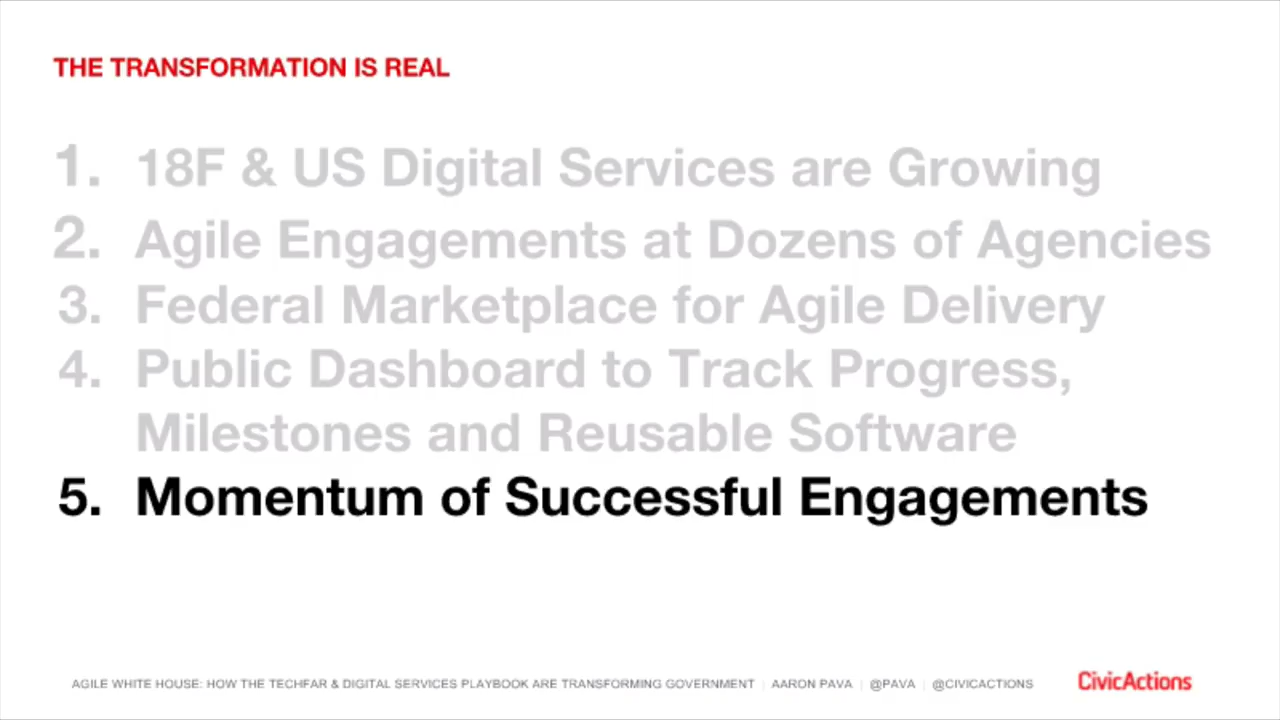 THE TRANSFORMATION IS REAL
1. 18F & US Digital Services are Growing
2. Agile Engagements at Dozens of Agencies
3. Federal Marketplace for Agile Delivery
4. Public Dashboard to Track Progress,
Milestones and Reusable Software
5. Momentum of Successful Engagements
AGILE WHITE HOUSE: HOW THE TECHFAR & DIGITAL SERVICES PLAYBOOK ARE TRANSFORMING GOVERNMENT | AARON PAVA | @PAVA | @CIVICACTIONS
CivicActions